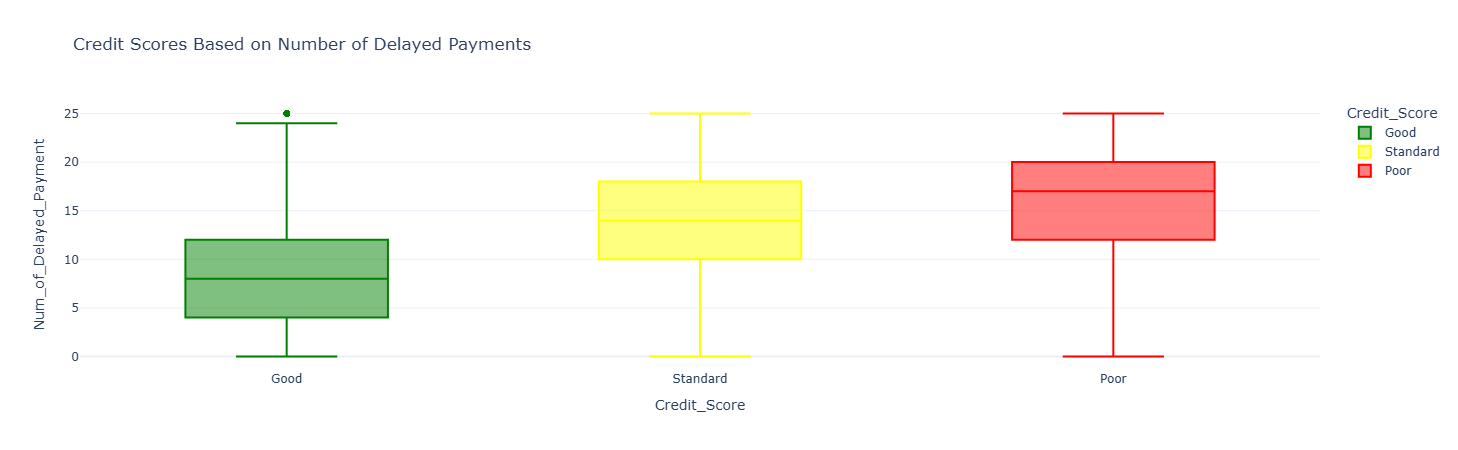 Credit Scores Based on Number of Delayed Payments
Num_of_Delayed_Payment
25
20
15
10
5
0
Good
Standard
Poor
Credit_Score
Credit_Score
Good
Standard
Poor